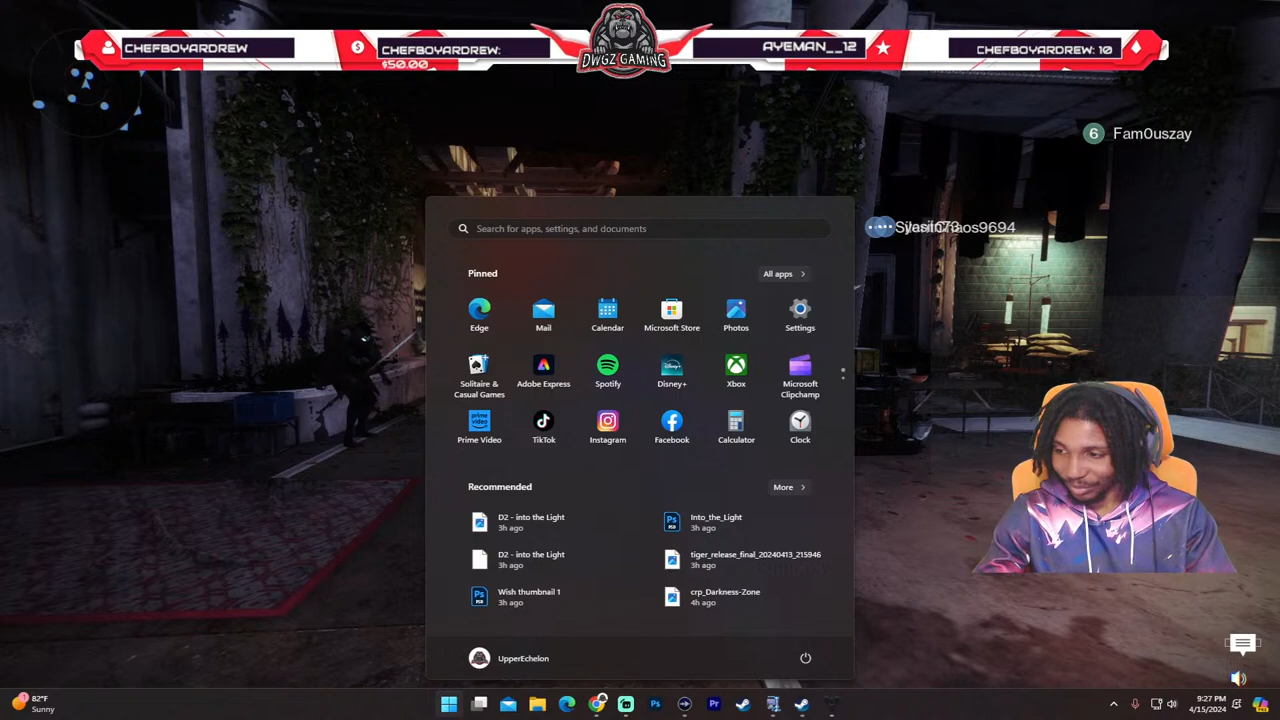 CHEFBOYARDREW
CHEFBOYARDREW:
$50.00
DWGZ GAMING
AYEMAN__12
CHEFBOYARDREW: 10
6 Fam0uszay
Search for apps, settings, and documents
Pinned
All apps
Edge
Mail
Calendar
Microsoft Store
Photos
Settings
Solitaire &
Casual Games
Adobe Express
Spotify
Disney+
Xbox
Microsoft
Clipchamp
prime
video
Prime Video
TikTok
Instagram
Facebook
Calculator
Clock
Recommended
More
D2 - into the Light
3h ago
Into_the_Light
3h ago
D2 - into the Light
3h ago
tiger_release_final_20240413_215946
3h ago
Wish thumbnail 1
3h ago
crp_Darkness-Zone
4h ago
UpperEchelon
82°F
Sunny
Ps
Pr
9:27 PM
4/15/2024